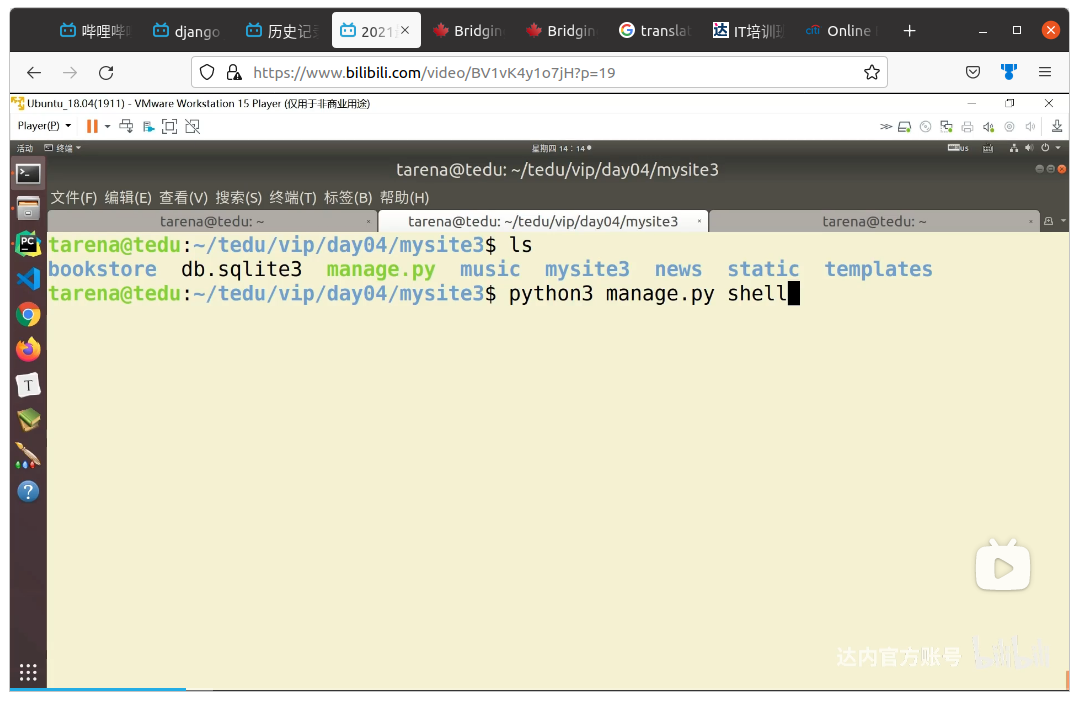 哔哩哔哩 django 历史记录 2021 Bridgin Bridgin translat IT培训班 Online
https://www.bilibili.com/video/BV1vK4y1o7jH?p=19
Ubuntu_18.04(1911) - VMware Workstation 15 Player (仅用于非商业用途)
Player(P)
活动 终端 星期四 14：14 us
tarena@tedu: ~/tedu/vip/day04/mysite3
文件(F) 编辑(E) 查看(V) 搜索(S) 终端(T) 标签(B) 帮助(H)
tarena@tedu: ~ tarena@tedu: ~/tedu/vip/day04/mysite3 tarena@tedu: ~
tarena@tedu:~/tedu/vip/day04/mysite3$ ls
bookstore db.sqlite3 manage.py music mysite3 news static templates
tarena@tedu:~/tedu/vip/day04/mysite3$ python3 manage.py shell
达内官方账号